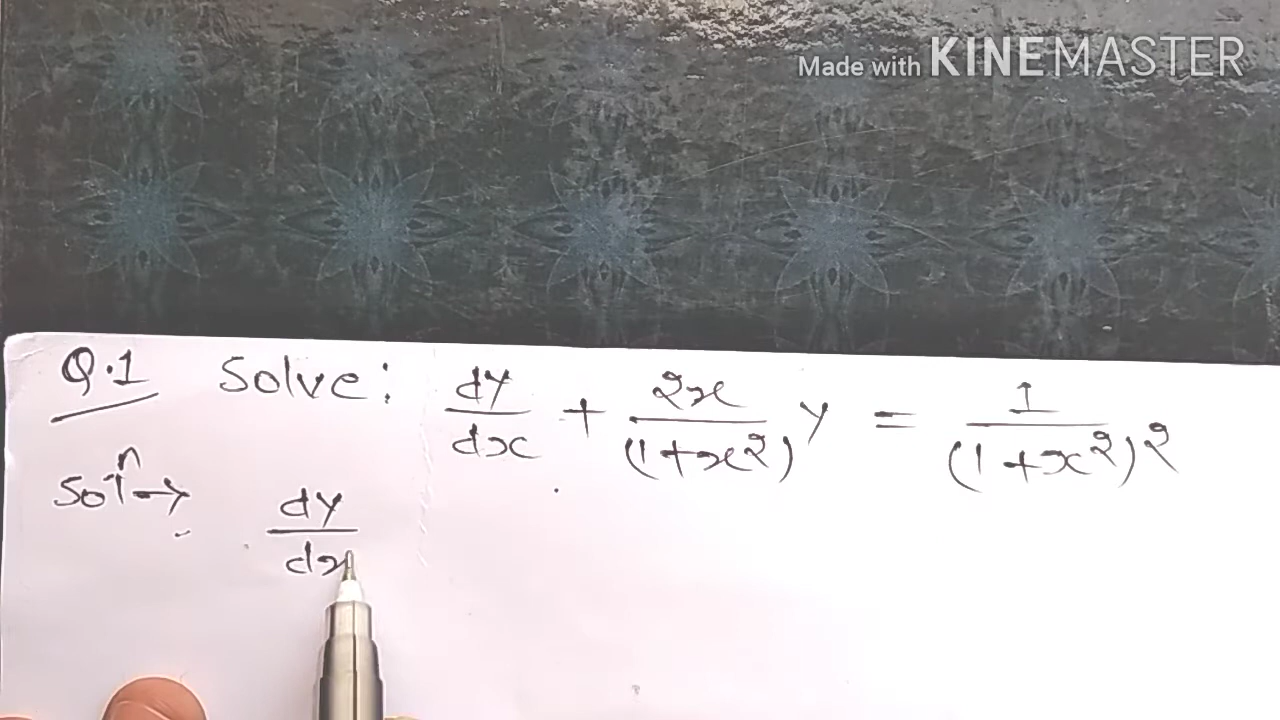 Made with KINEMASTER
Q.1 Solve: dy/dx + 2x/(1+x²) y = 1/(1+x²)²
Solⁿ→ dy/dx